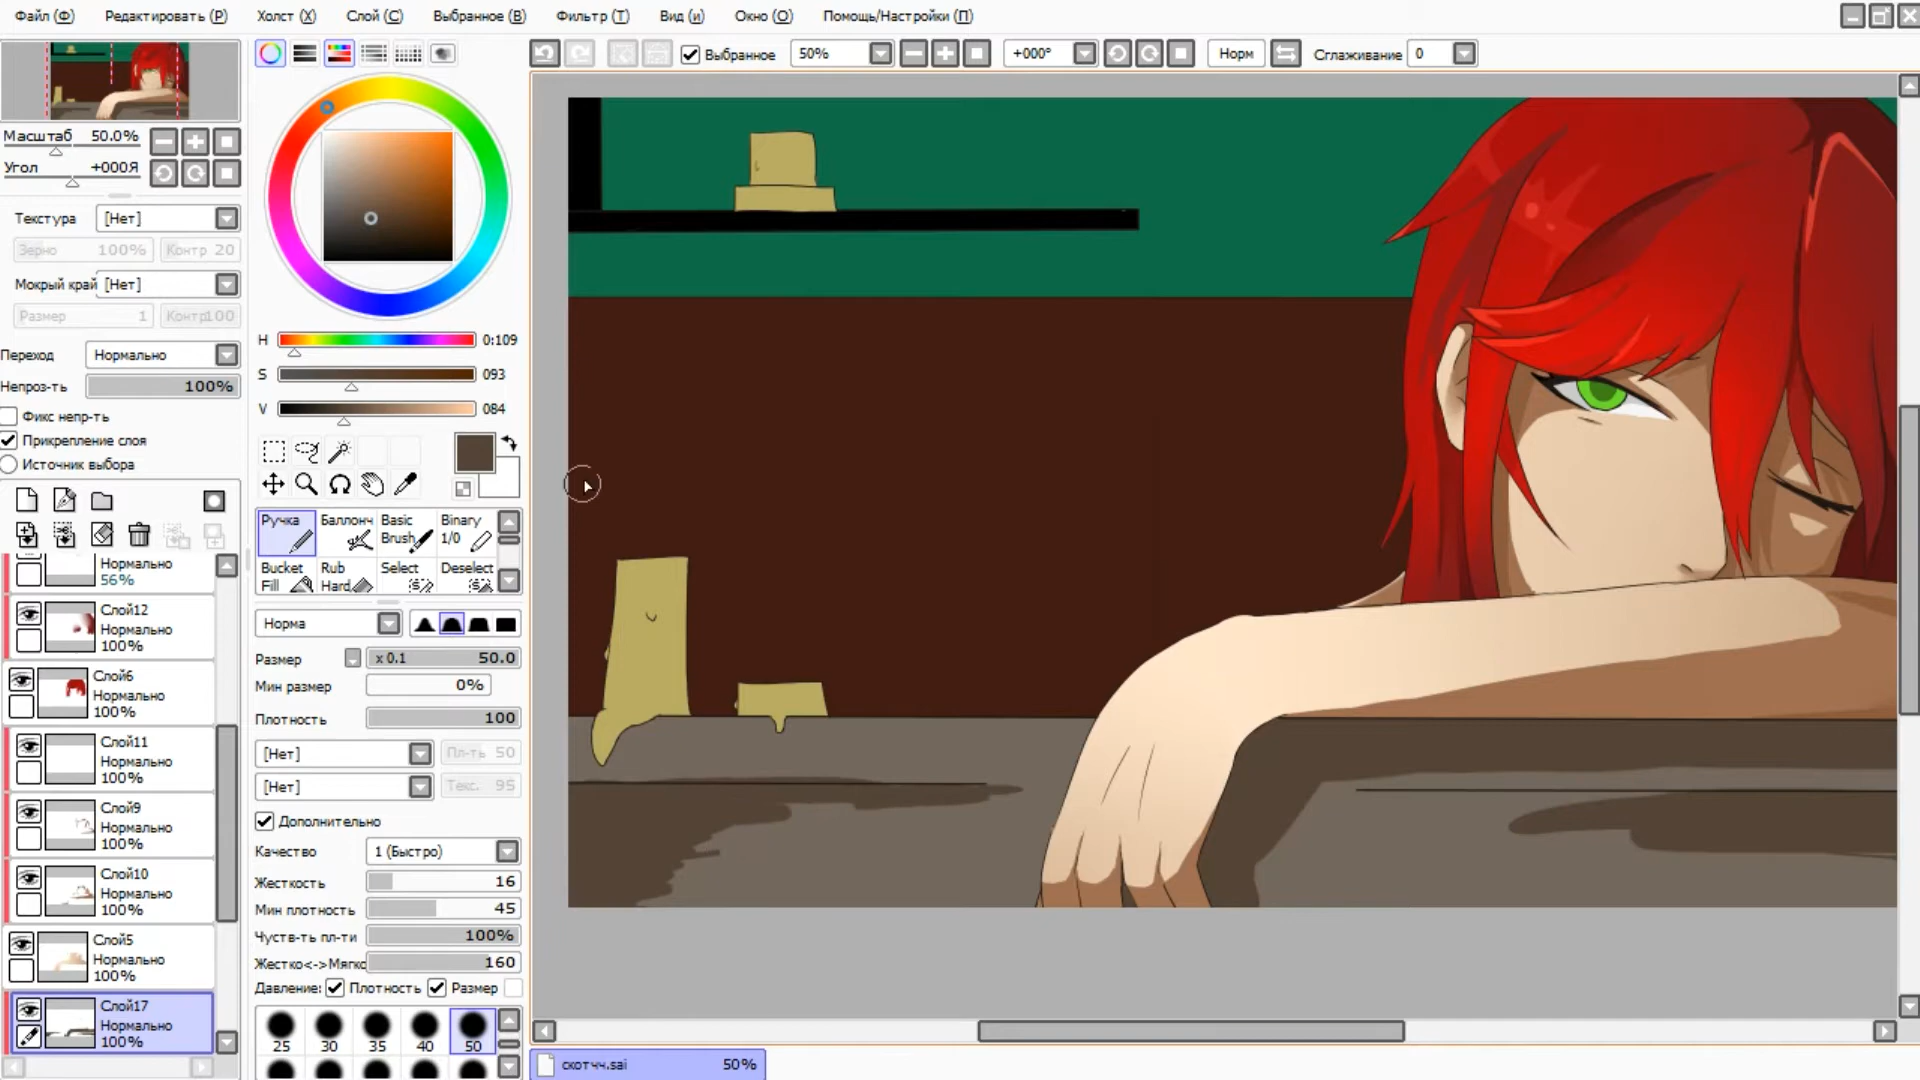 Файл (Ф) Редактировать (Р) Холст (Х) Слой (С) Выбранное (В) Фильтр (Т) Вид (и) Окно (О) Помощь/Настройки (П)
Выбранное 50% +000° Норм Сглаживание 0
Масштаб 50.0%
Угол +000Я
Текстура [Нет]
Зерно 100% Контр 20
Мокрый край [Нет]
Размер 1 Контр 100
Переход Нормально
Непроз-ть 100%
Фикс непр-ть
Прикрепление слоя
Источник выбора
Нормально
56%
Слой12
Нормально
100%
Слой6
Нормально
100%
Слой11
Нормально
100%
Слой9
Нормально
100%
Слой10
Нормально
100%
Слой5
Нормально
100%
Слой17
Нормально
100%
H 0:109
S 093
V 084
Ручка Баллонч Basic Brush Binary 1/0
Bucket Fill Rub Hard Select Deselect
Норма
Размер x 0.1 50.0
Мин размер 0%
Плотность 100
[Нет] Пл-ть 50
[Нет] Текс. 95
Дополнительно
Качество 1 (Быстро)
Жесткость 16
Мин плотность 45
Чуств-ть пл-ти 100%
Жестко<->Мягко 160
Давление: Плотность Размер
25 30 35 40 50
скотчч.sai 50%